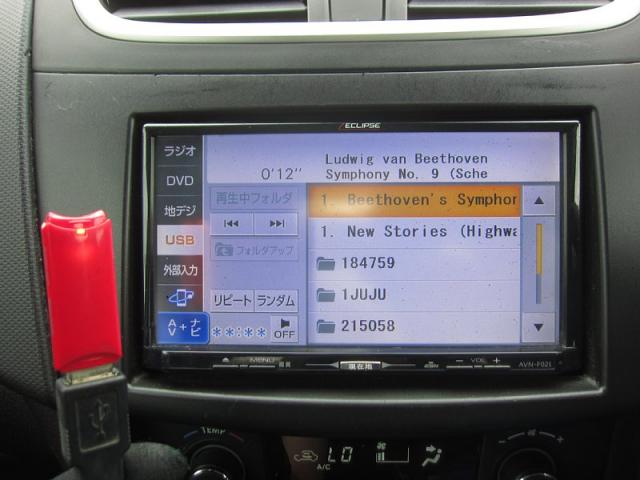 ECLIPSE
ラジオ
DVD
地デジ
USB
外部入力
AV+ナビ
0'12"
Ludwig van Beethoven
Symphony No. 9 (Sche
再生中フォルダ
フォルダアップ
リピート ランダム
**:** OFF
1. Beethoven's Symphor
1. New Stories (Highwa
184759
1JUJU
215058
MENU
現在地
− VOL +
AVN-F02i
TEMP
A/C
LO